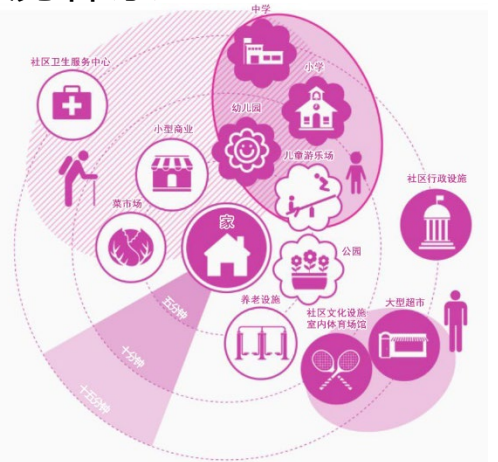 中学
社区卫生服务中心
小学
幼儿园
小型商业
儿童游乐场
社区行政设施
菜市场
家
公园
养老设施
大型超市
社区文化设施
室内体育场馆
五分钟
十分钟
十五分钟